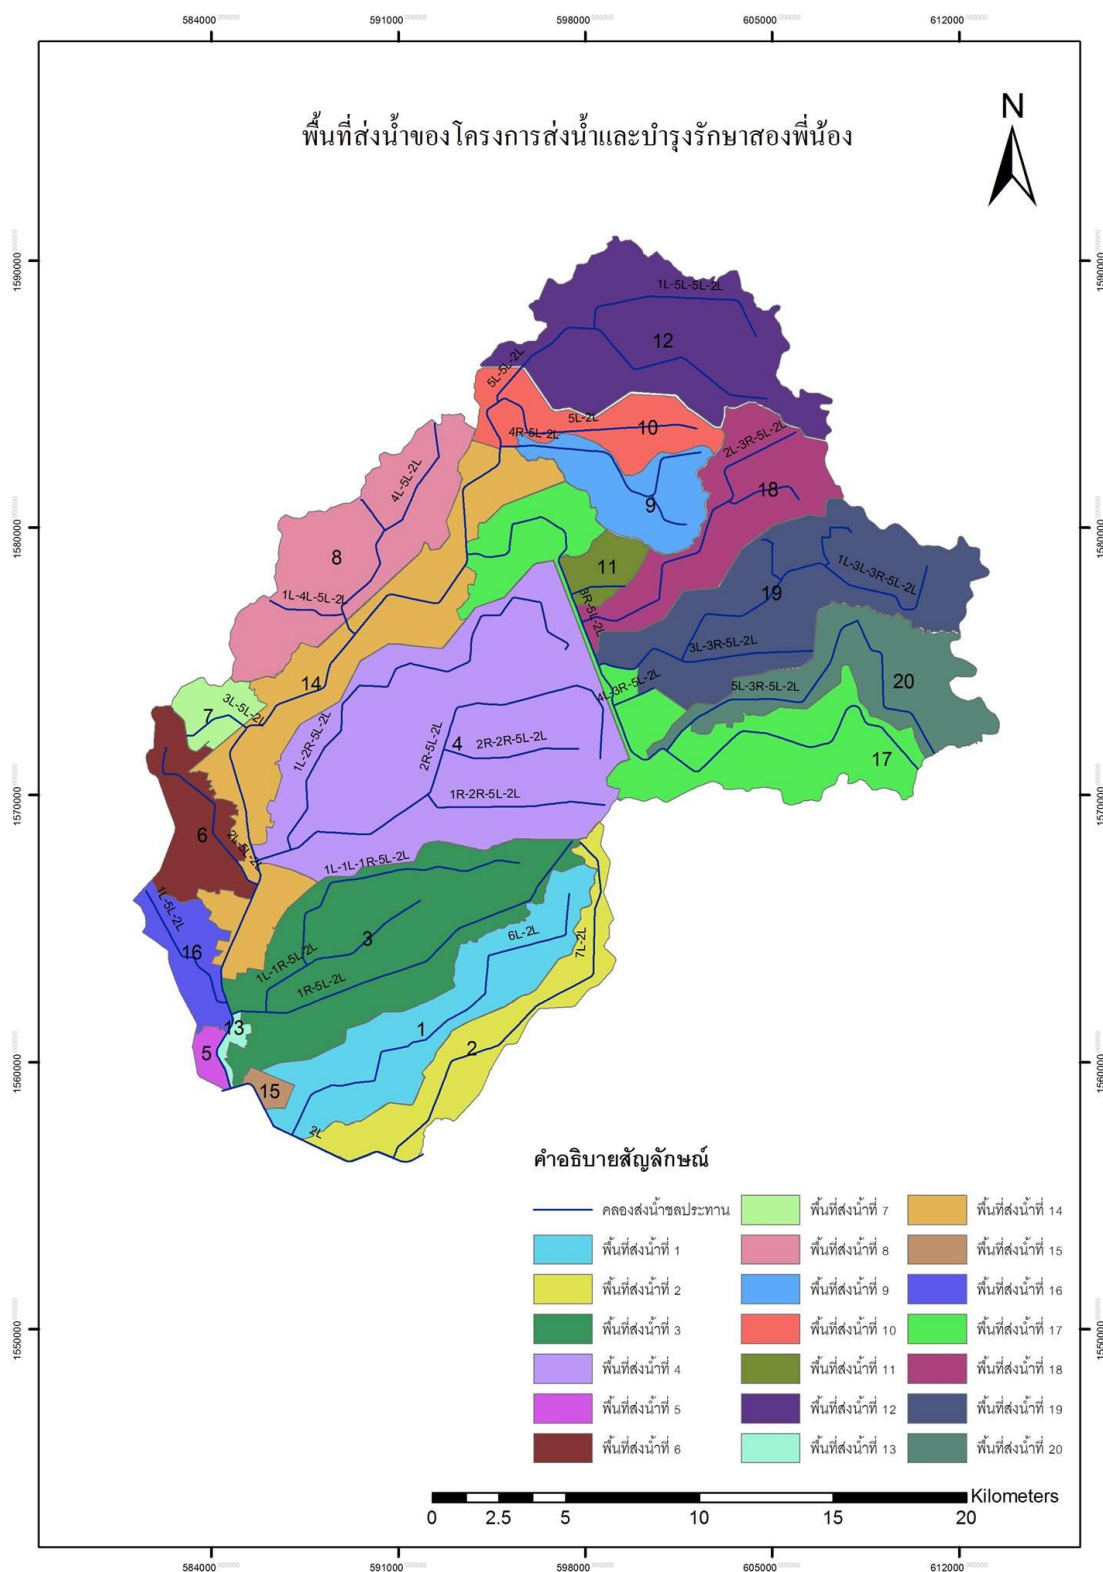 584000 591000 598000 605000 612000
N
พื้นที่ส่งน้ำของโครงการส่งน้ำและบำรุงรักษาสองพี่น้อง
1590000 1590000
1L-5L-5L-2L
12
5L-5L-2L
5L-2L
10
4R-5L-2L
2L-3R-5L-2L
4L-5L-2L
18
9
1580000 1580000
8
11
1L-3L-3R-5L-2L
3R-5L-2L
19
1L-4L-5L-2L
3L-3R-5L-2L
14
4L-3R-5L-2L
5L-3R-5L-2L
20
3L-5L-2L
7
1L-2R-5L-2L
2R-5L-2L
4
2R-2R-5L-2L
17
1570000 1570000
1R-2R-5L-2L
6
2L-5L-2L
1L-1L-1R-5L-2L
1L-5L-2L
6L-2L
7L-2L
3
16
1L-1R-5L-2L
1R-5L-2L
13
1
5
2
1560000 1560000
15
2L
คำอธิบายสัญลักษณ์
คลองส่งน้ำชลประทาน
พื้นที่ส่งน้ำที่ 1
พื้นที่ส่งน้ำที่ 2
พื้นที่ส่งน้ำที่ 3
พื้นที่ส่งน้ำที่ 4
พื้นที่ส่งน้ำที่ 5
พื้นที่ส่งน้ำที่ 6
พื้นที่ส่งน้ำที่ 7
พื้นที่ส่งน้ำที่ 8
พื้นที่ส่งน้ำที่ 9
พื้นที่ส่งน้ำที่ 10
พื้นที่ส่งน้ำที่ 11
พื้นที่ส่งน้ำที่ 12
พื้นที่ส่งน้ำที่ 13
พื้นที่ส่งน้ำที่ 14
พื้นที่ส่งน้ำที่ 15
พื้นที่ส่งน้ำที่ 16
พื้นที่ส่งน้ำที่ 17
พื้นที่ส่งน้ำที่ 18
พื้นที่ส่งน้ำที่ 19
พื้นที่ส่งน้ำที่ 20
1550000 1550000
Kilometers
0 2.5 5 10 15 20
584000 591000 598000 605000 612000